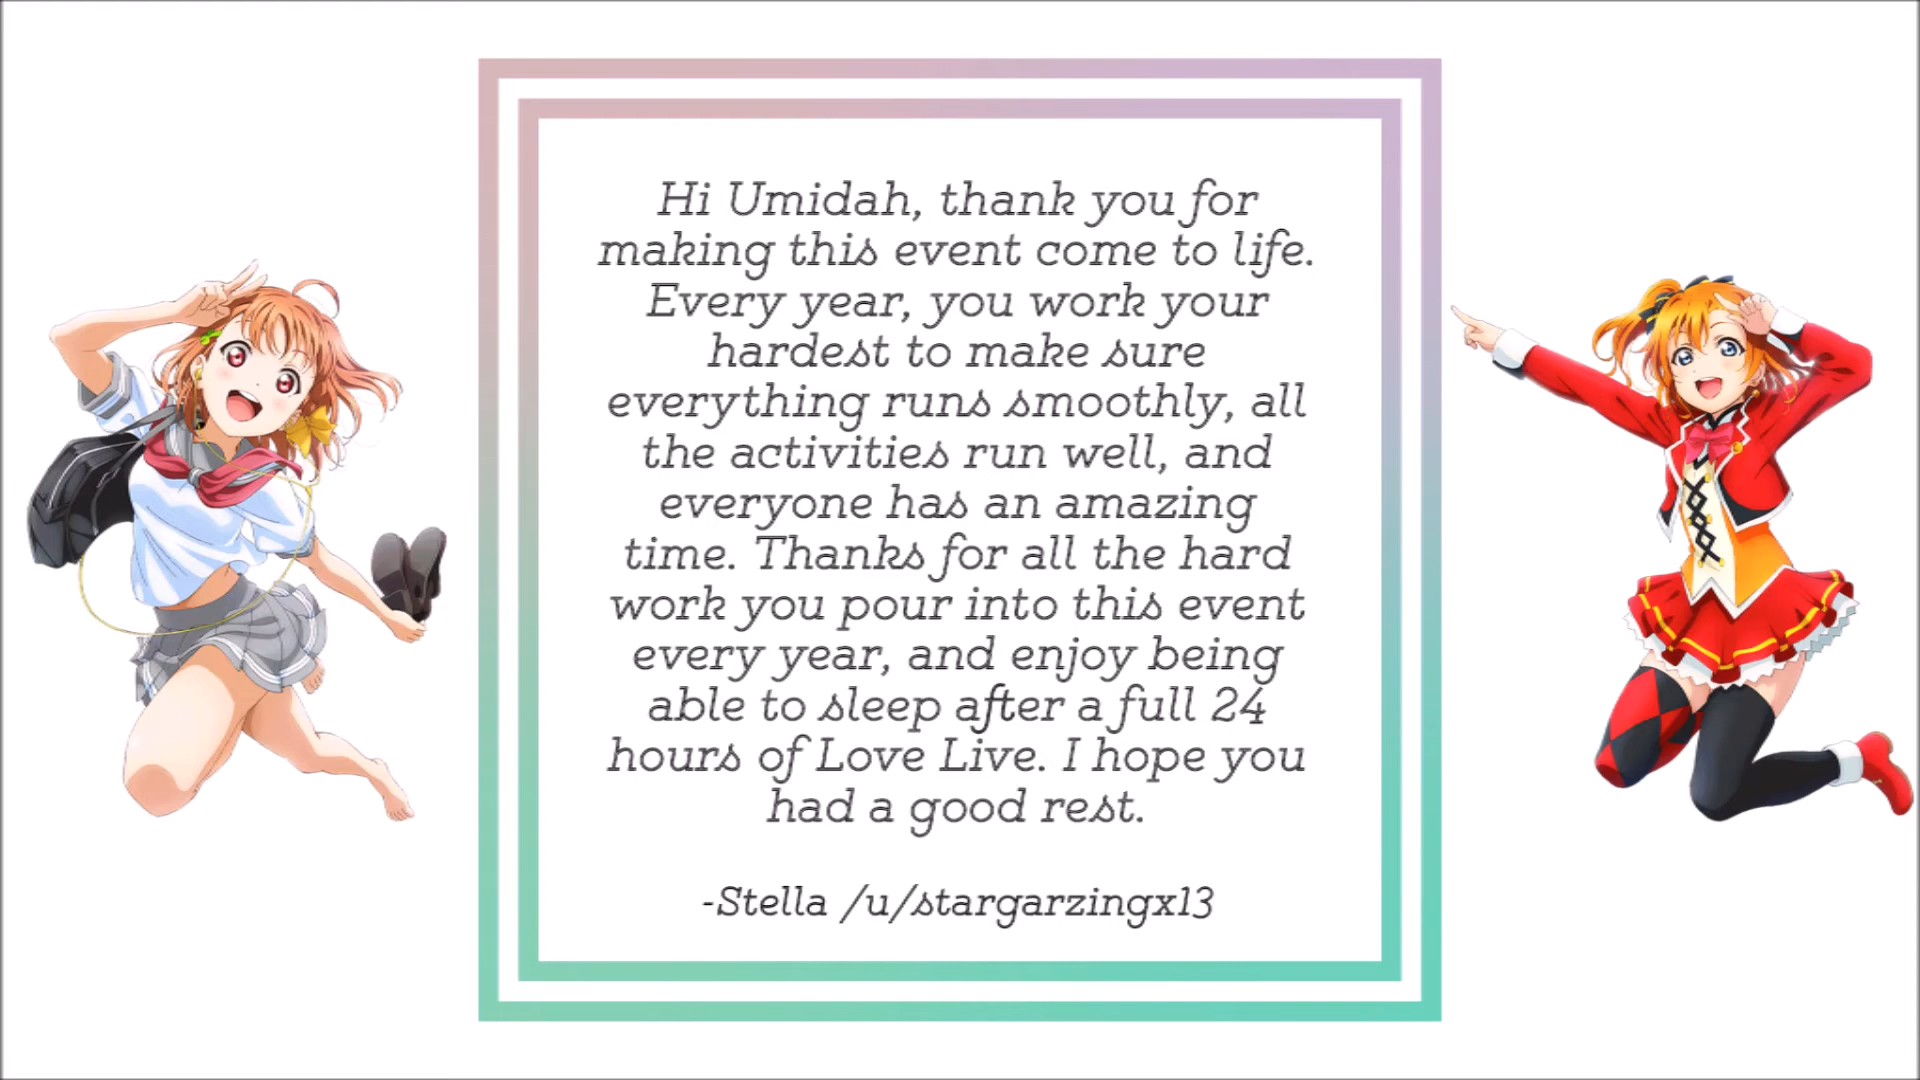 Hi Umidah, thank you for
making this event come to life.
Every year, you work your
hardest to make sure
everything runs smoothly, all
the activities run well, and
everyone has an amazing
time. Thanks for all the hard
work you pour into this event
every year, and enjoy being
able to sleep after a full 24
hours of Love Live. I hope you
had a good rest.
-Stella /u/stargarzingx13